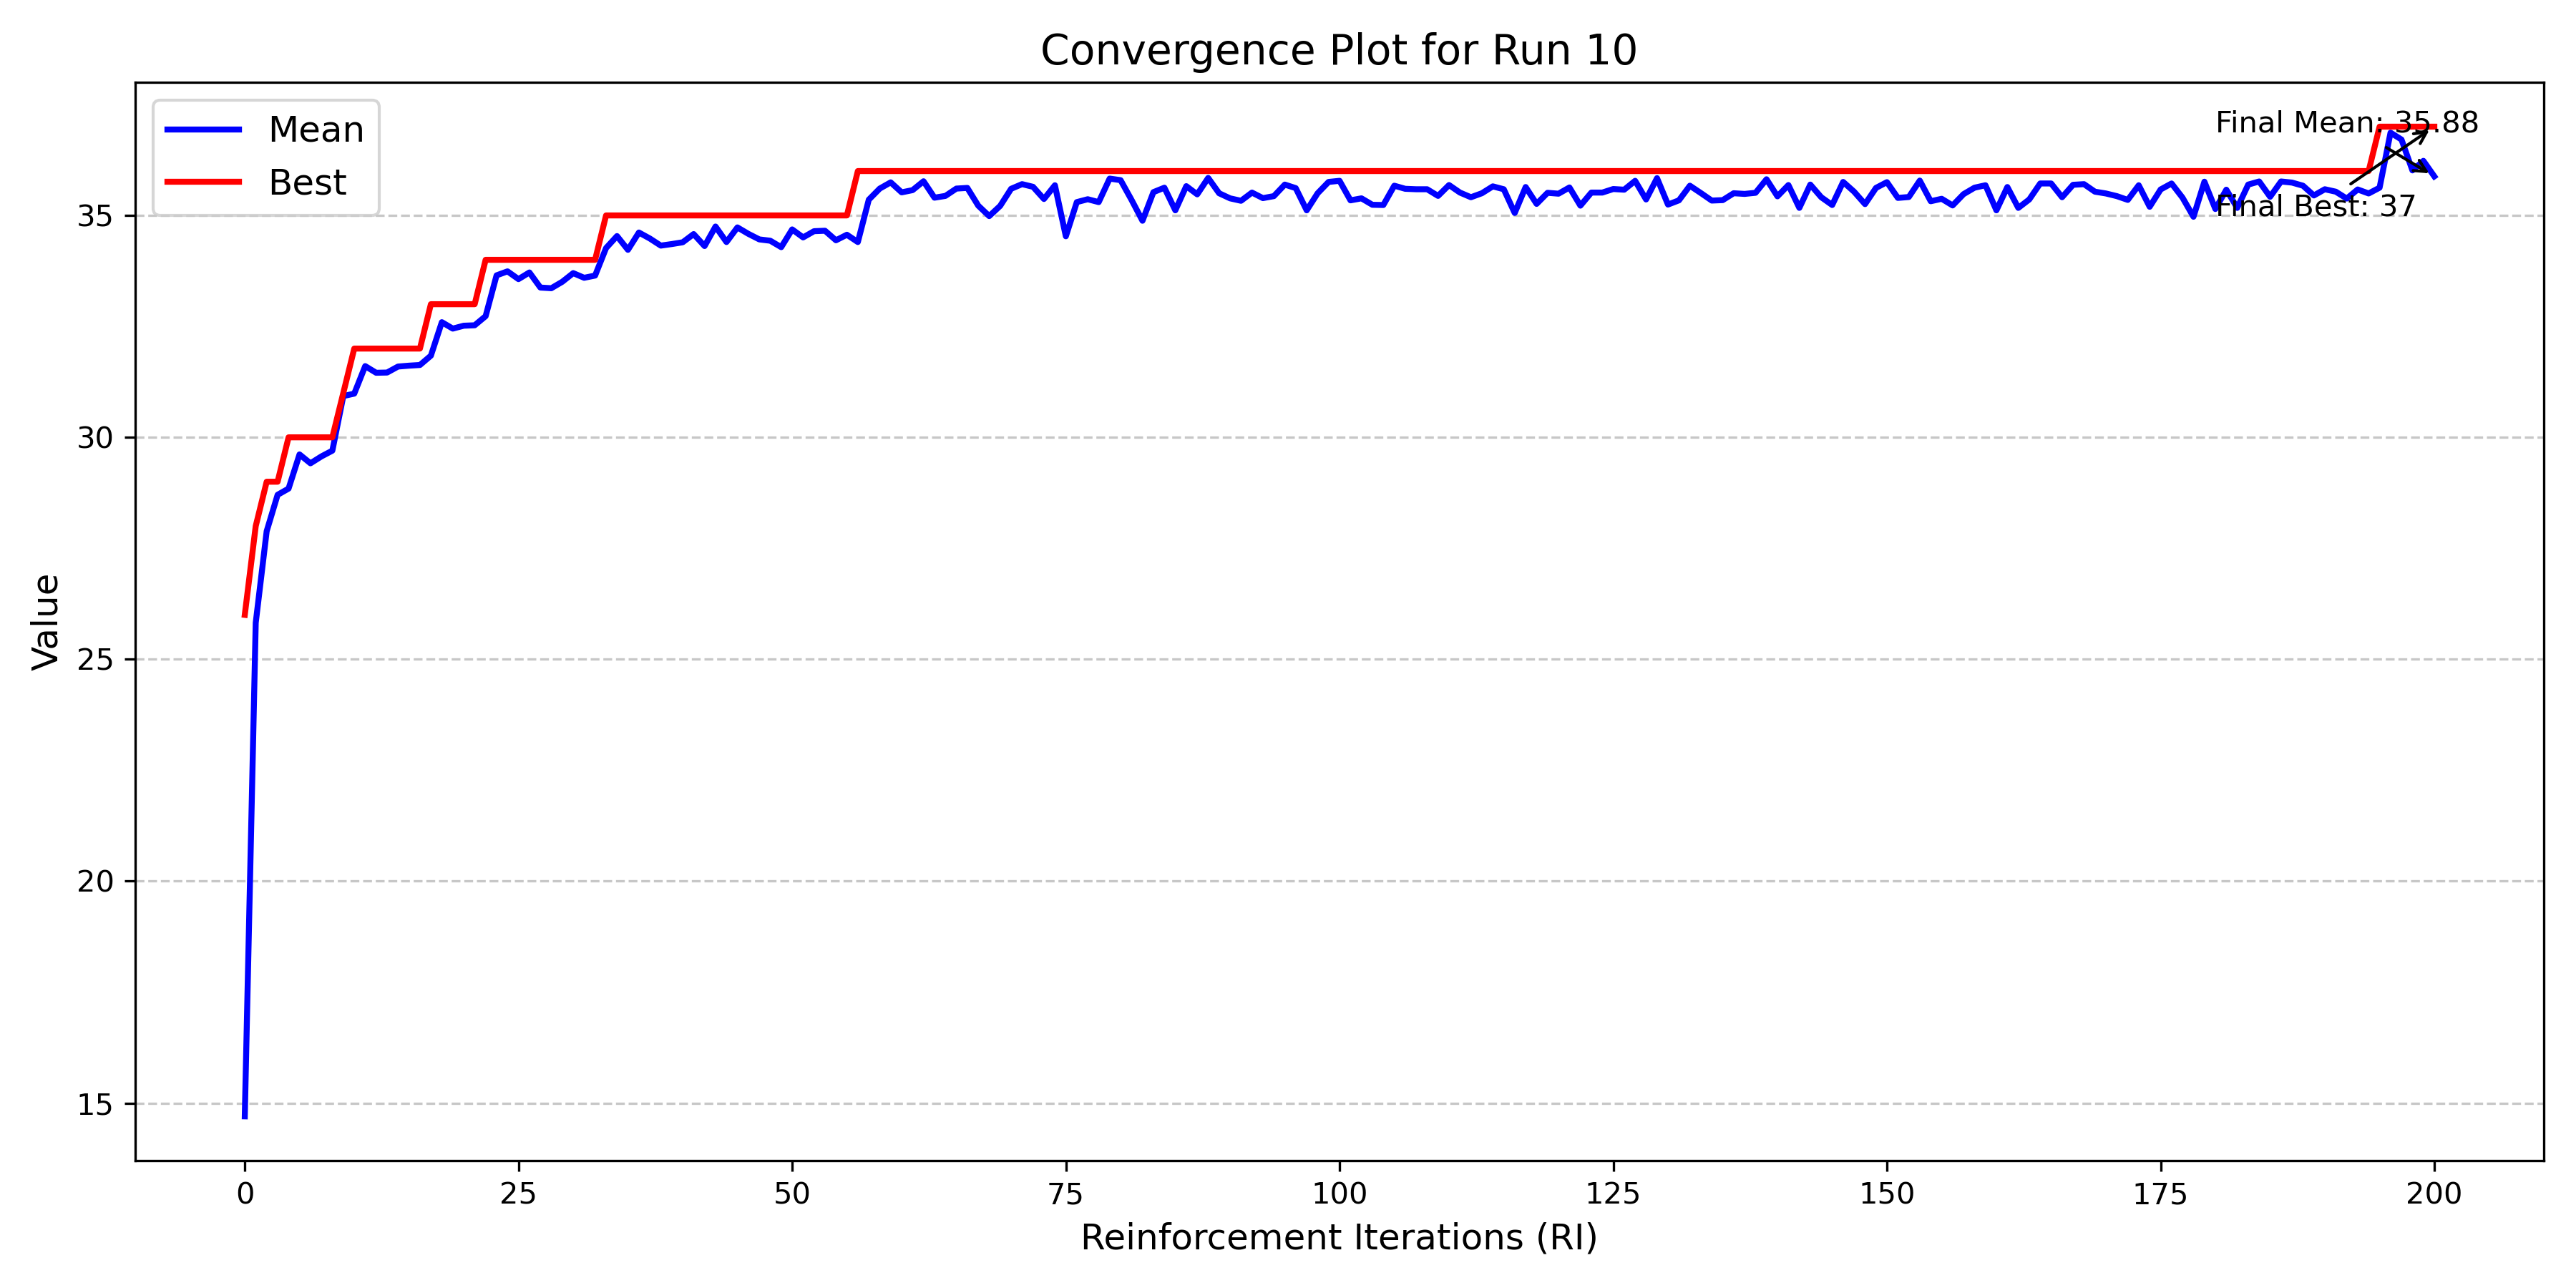 Convergence Plot for Run 10
Mean
Best
Final Mean: 35.88
Final Best: 37
Value
35
30
25
20
15
0 25 50 75 100 125 150 175 200
Reinforcement Iterations (RI)